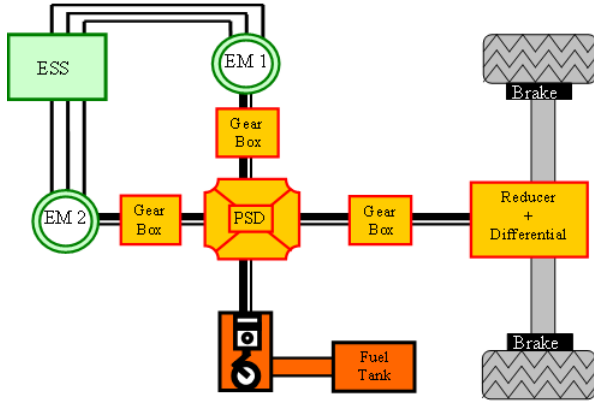 ESS
EM 1
Brake
Gear
Box
EM 2
Gear
Box
PSD
Gear
Box
Reducer
+
Differential
Fuel
Tank
Brake